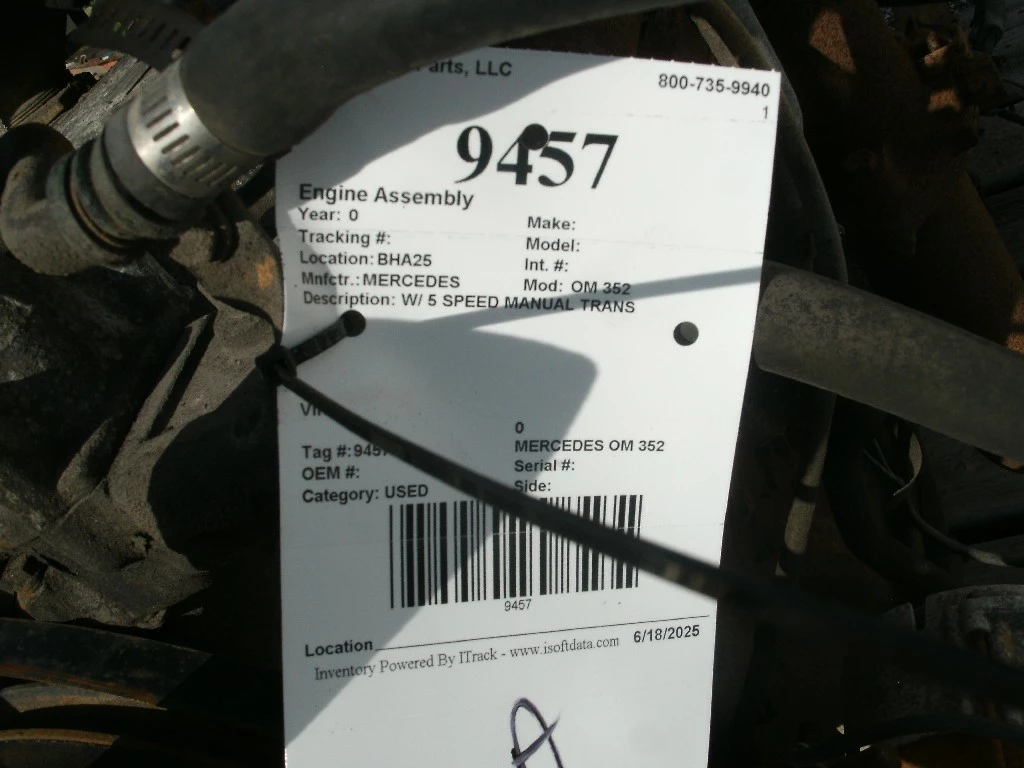 Parts, LLC
800-735-9940
1
9457
Engine Assembly
Year: 0
Make:
Tracking #:
Model:
Location: BHA25
Int. #:
Mnfctr.: MERCEDES
Mod: OM 352
Description: W/ 5 SPEED MANUAL TRANS
0
Tag #: 9457
MERCEDES OM 352
OEM #:
Serial #:
Category: USED
Side:
9457
Location
6/18/2025
Inventory Powered By ITrack - www.isoftdata.com